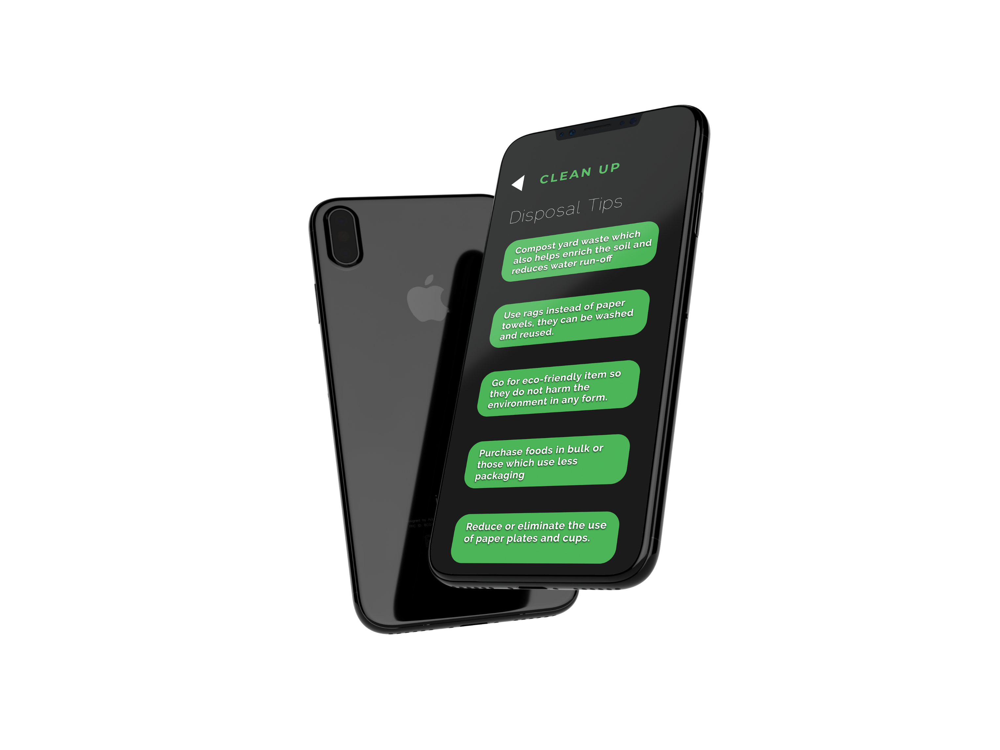 CLEAN UP
Disposal Tips
Compost yard waste which
also helps enrich the soil and
reduces water run-off
Use rags instead of paper
towels, they can be washed
and reused.
Go for eco-friendly item so
they do not harm the
environment in any form.
Purchase foods in bulk or
those which use less
packaging
Reduce or eliminate the use
of paper plates and cups.